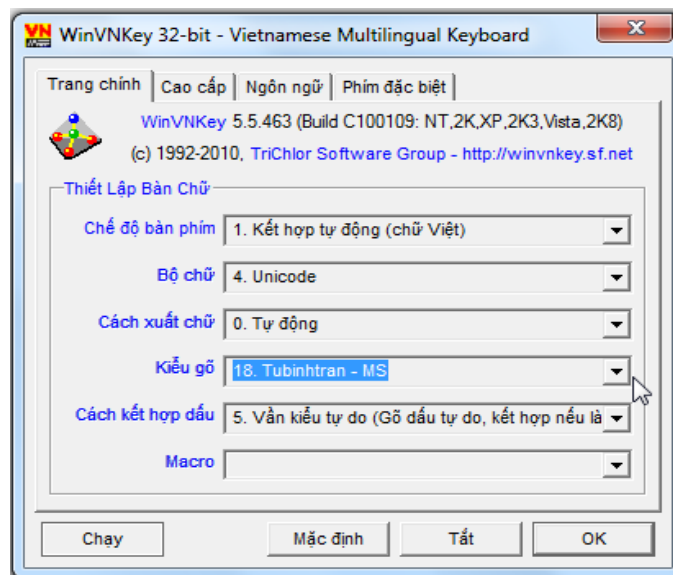 WinVNKey 32-bit - Vietnamese Multilingual Keyboard
Trang chính Cao cấp Ngôn ngữ Phím đặc biệt
WinVNKey 5.5.463 (Build C100109: NT,2K,XP,2K3,Vista,2K8)
(c) 1992-2010, TriChlor Software Group - http://winvnkey.sf.net
Thiết Lập Bàn Chữ
Chế độ bàn phím 1. Kết hợp tự động (chữ Việt)
Bộ chữ 4. Unicode
Cách xuất chữ 0. Tự động
Kiểu gõ 18. Tubinhtran - MS
Cách kết hợp dấu 5. Vần kiểu tự do (Gõ dấu tự do, kết hợp nếu là
Macro
Chạy Mặc định Tắt OK